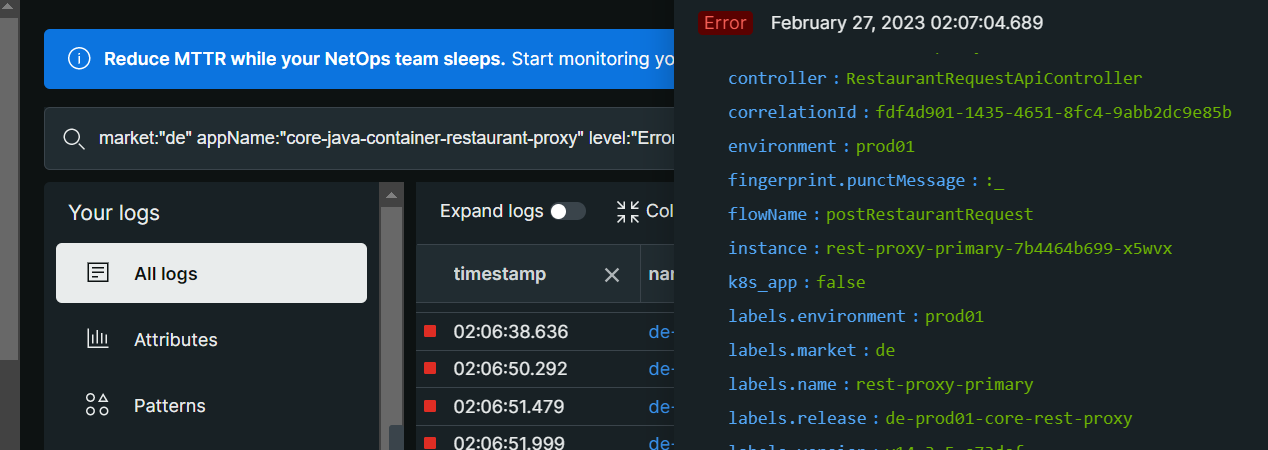 Reduce MTTR while your NetOps team sleeps. Start monitoring yo
market:"de" appName:"core-java-container-restaurant-proxy" level:"Error
Your logs
All logs
Attributes
Patterns
Expand logs
Col
timestamp
nar
02:06:38.636 de-
02:06:50.292 de-
02:06:51.479 de-
02:06:51.999 de-
Error February 27, 2023 02:07:04.689
controller : RestaurantRequestApiController
correlationId : fdf4d901-1435-4651-8fc4-9abb2dc9e85b
environment : prod01
fingerprint.punctMessage : :_
flowName : postRestaurantRequest
instance : rest-proxy-primary-7b4464b699-x5wvx
k8s_app : false
labels.environment : prod01
labels.market : de
labels.name : rest-proxy-primary
labels.release : de-prod01-core-rest-proxy